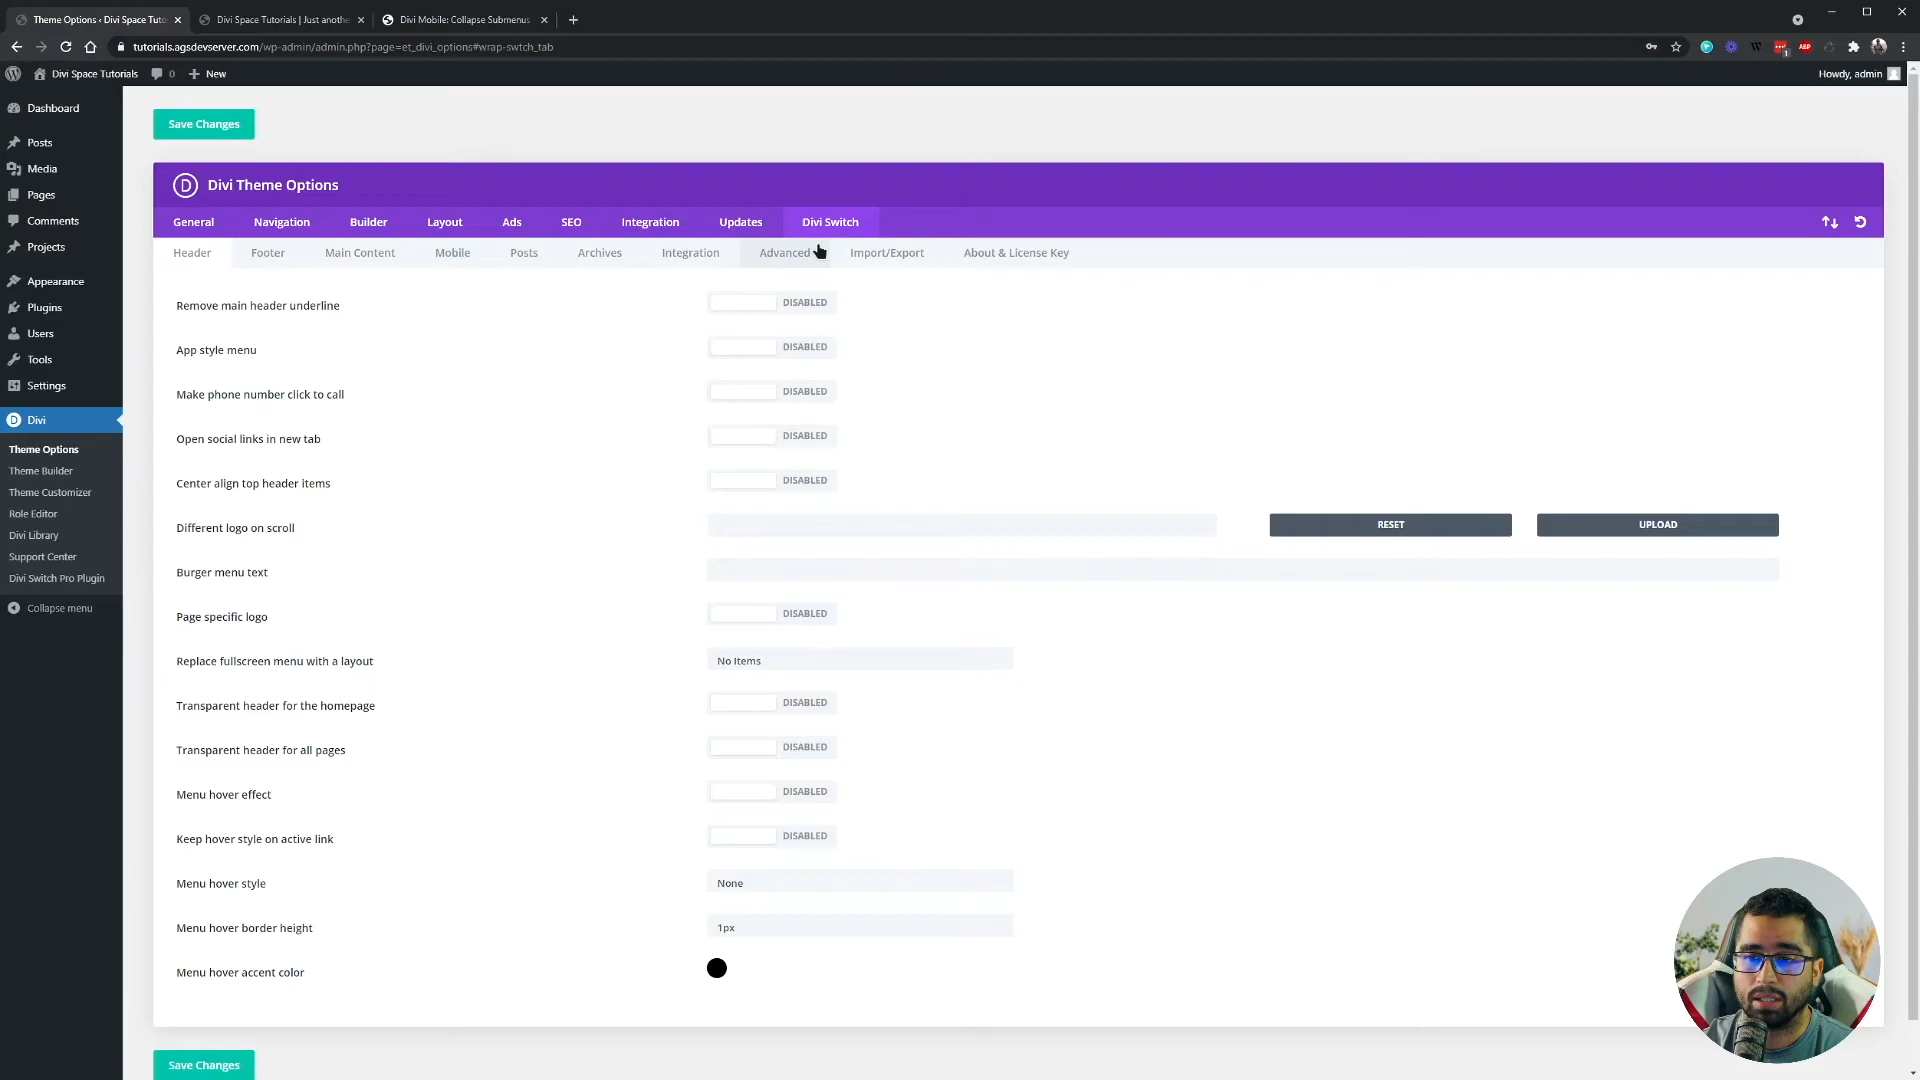 Theme Options ‹ Divi Space Tuto
Divi Space Tutorials | Just anothe
Divi Mobile: Collapse Submenus
tutorials.agsdevserver.com/wp-admin/admin.php?page=et_divi_options#wrap-swtch_tab
ABP
1
Divi Space Tutorials
0
New
Howdy, admin
Dashboard
Posts
Media
Pages
Comments
Projects
Appearance
Plugins
Users
Tools
Settings
Divi
Theme Options
Theme Builder
Theme Customizer
Role Editor
Divi Library
Support Center
Divi Switch Pro Plugin
Collapse menu
Save Changes
D Divi Theme Options
General Navigation Builder Layout Ads SEO Integration Updates Divi Switch
Header Footer Main Content Mobile Posts Archives Integration Advanced Import/Export About & License Key
Remove main header underline DISABLED
App style menu DISABLED
Make phone number click to call DISABLED
Open social links in new tab DISABLED
Center align top header items DISABLED
Different logo on scroll RESET UPLOAD
Burger menu text
Page specific logo DISABLED
Replace fullscreen menu with a layout No Items
Transparent header for the homepage DISABLED
Transparent header for all pages DISABLED
Menu hover effect DISABLED
Keep hover style on active link DISABLED
Menu hover style None
Menu hover border height 1px
Menu hover accent color
Save Changes